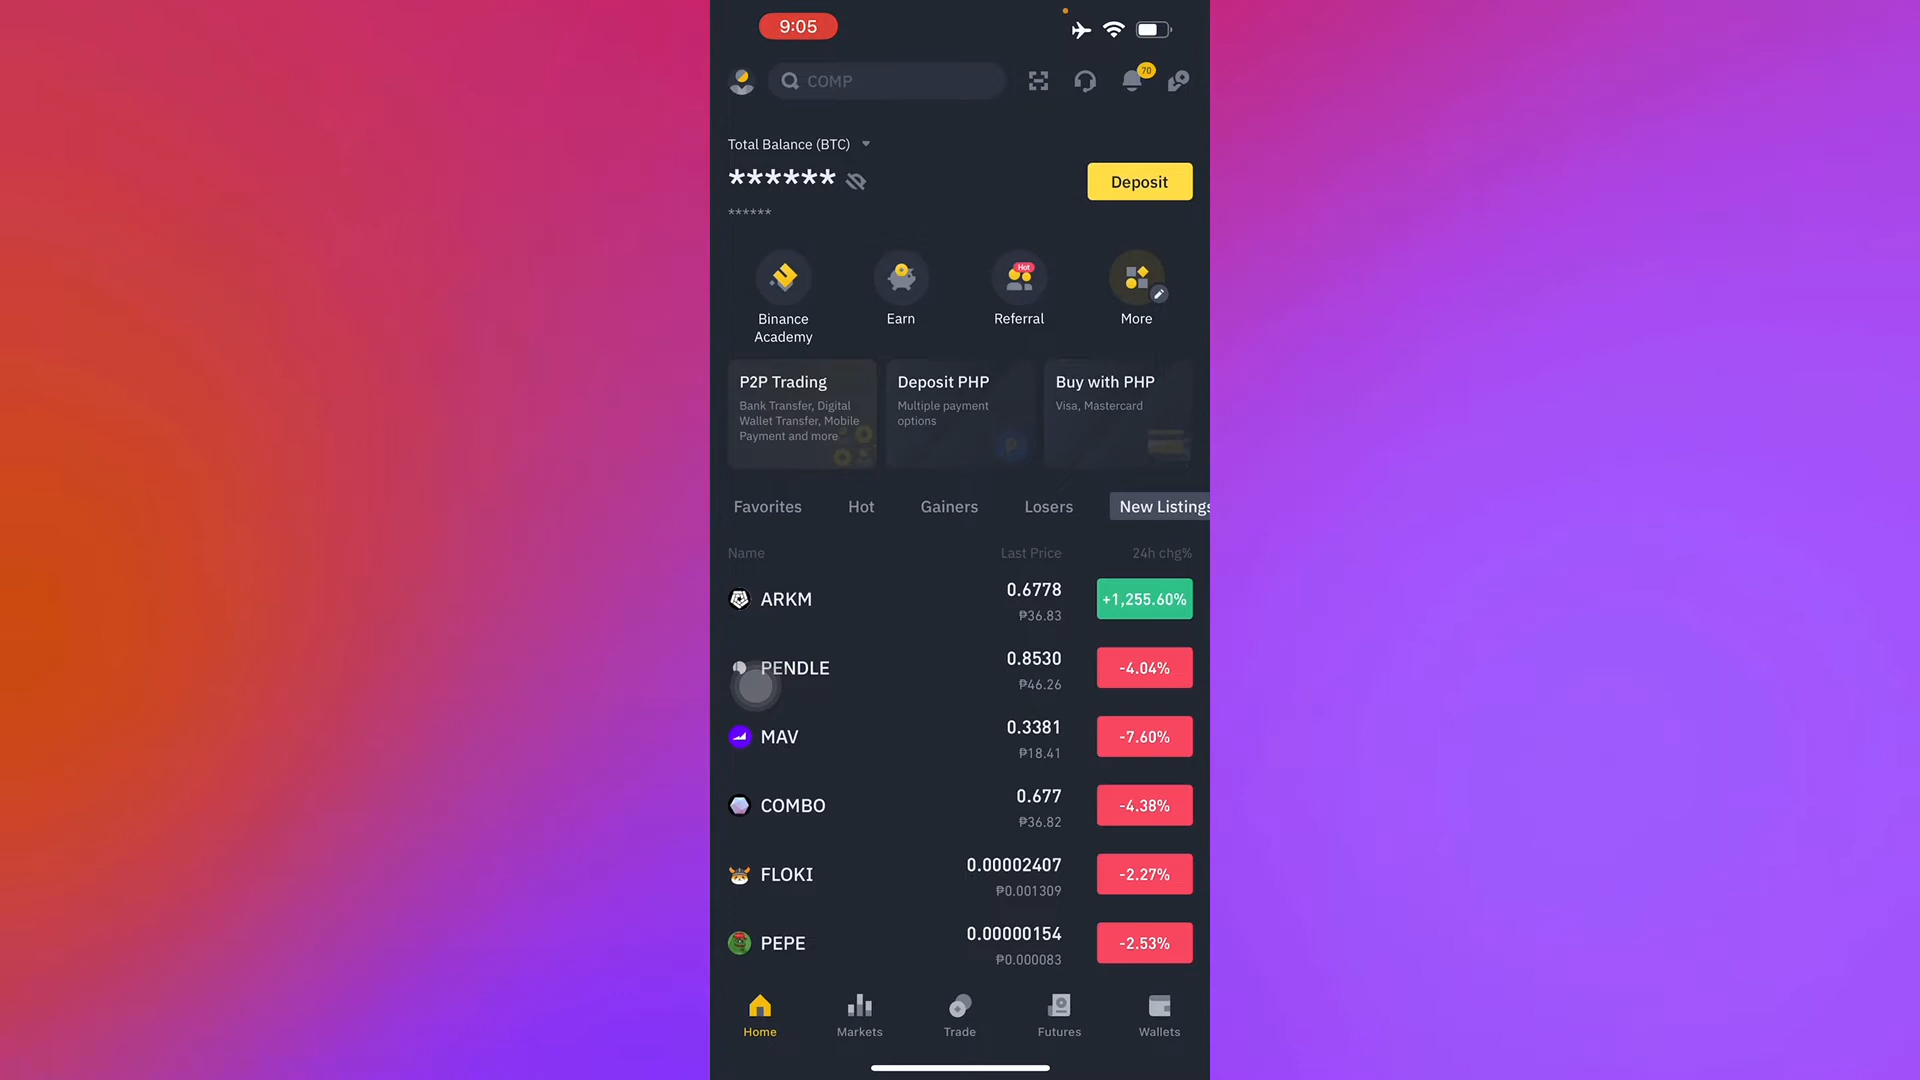 9:05
COMP
70
Total Balance (BTC)
******
Deposit
******
Hot
Binance Academy
Earn
Referral
More
P2P Trading
Bank Transfer, Digital
Wallet Transfer, Mobile
Payment and more
Deposit PHP
Multiple payment
options
Buy with PHP
Visa, Mastercard
Favorites
Hot
Gainers
Losers
New Listings
Name
Last Price
24h chg%
ARKM
0.6778
₱36.83
+1,255.60%
PENDLE
0.8530
₱46.26
-4.04%
MAV
0.3381
₱18.41
-7.60%
COMBO
0.677
₱36.82
-4.38%
FLOKI
0.00002407
₱0.001309
-2.27%
PEPE
0.00000154
₱0.000083
-2.53%
Home
Markets
Trade
Futures
Wallets